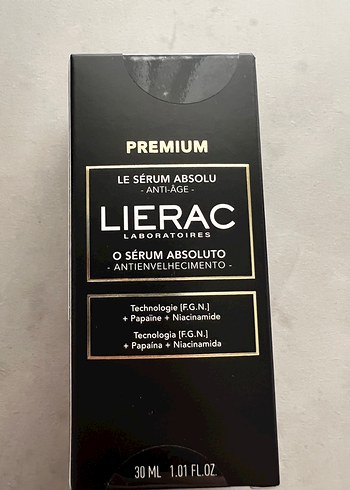 PREMIUM
LE SÉRUM ABSOLU
- ANTI-ÂGE -
LIERAC
LABORATOIRES
O SÉRUM ABSOLUTO
- ANTIENVELHECIMENTO -
Technologie [F.G.N.]
+ Papaïne + Niacinamide
Tecnologia [F.G.N.]
+ Papaína + Niacinamida
30 ML 1.01 FL.OZ